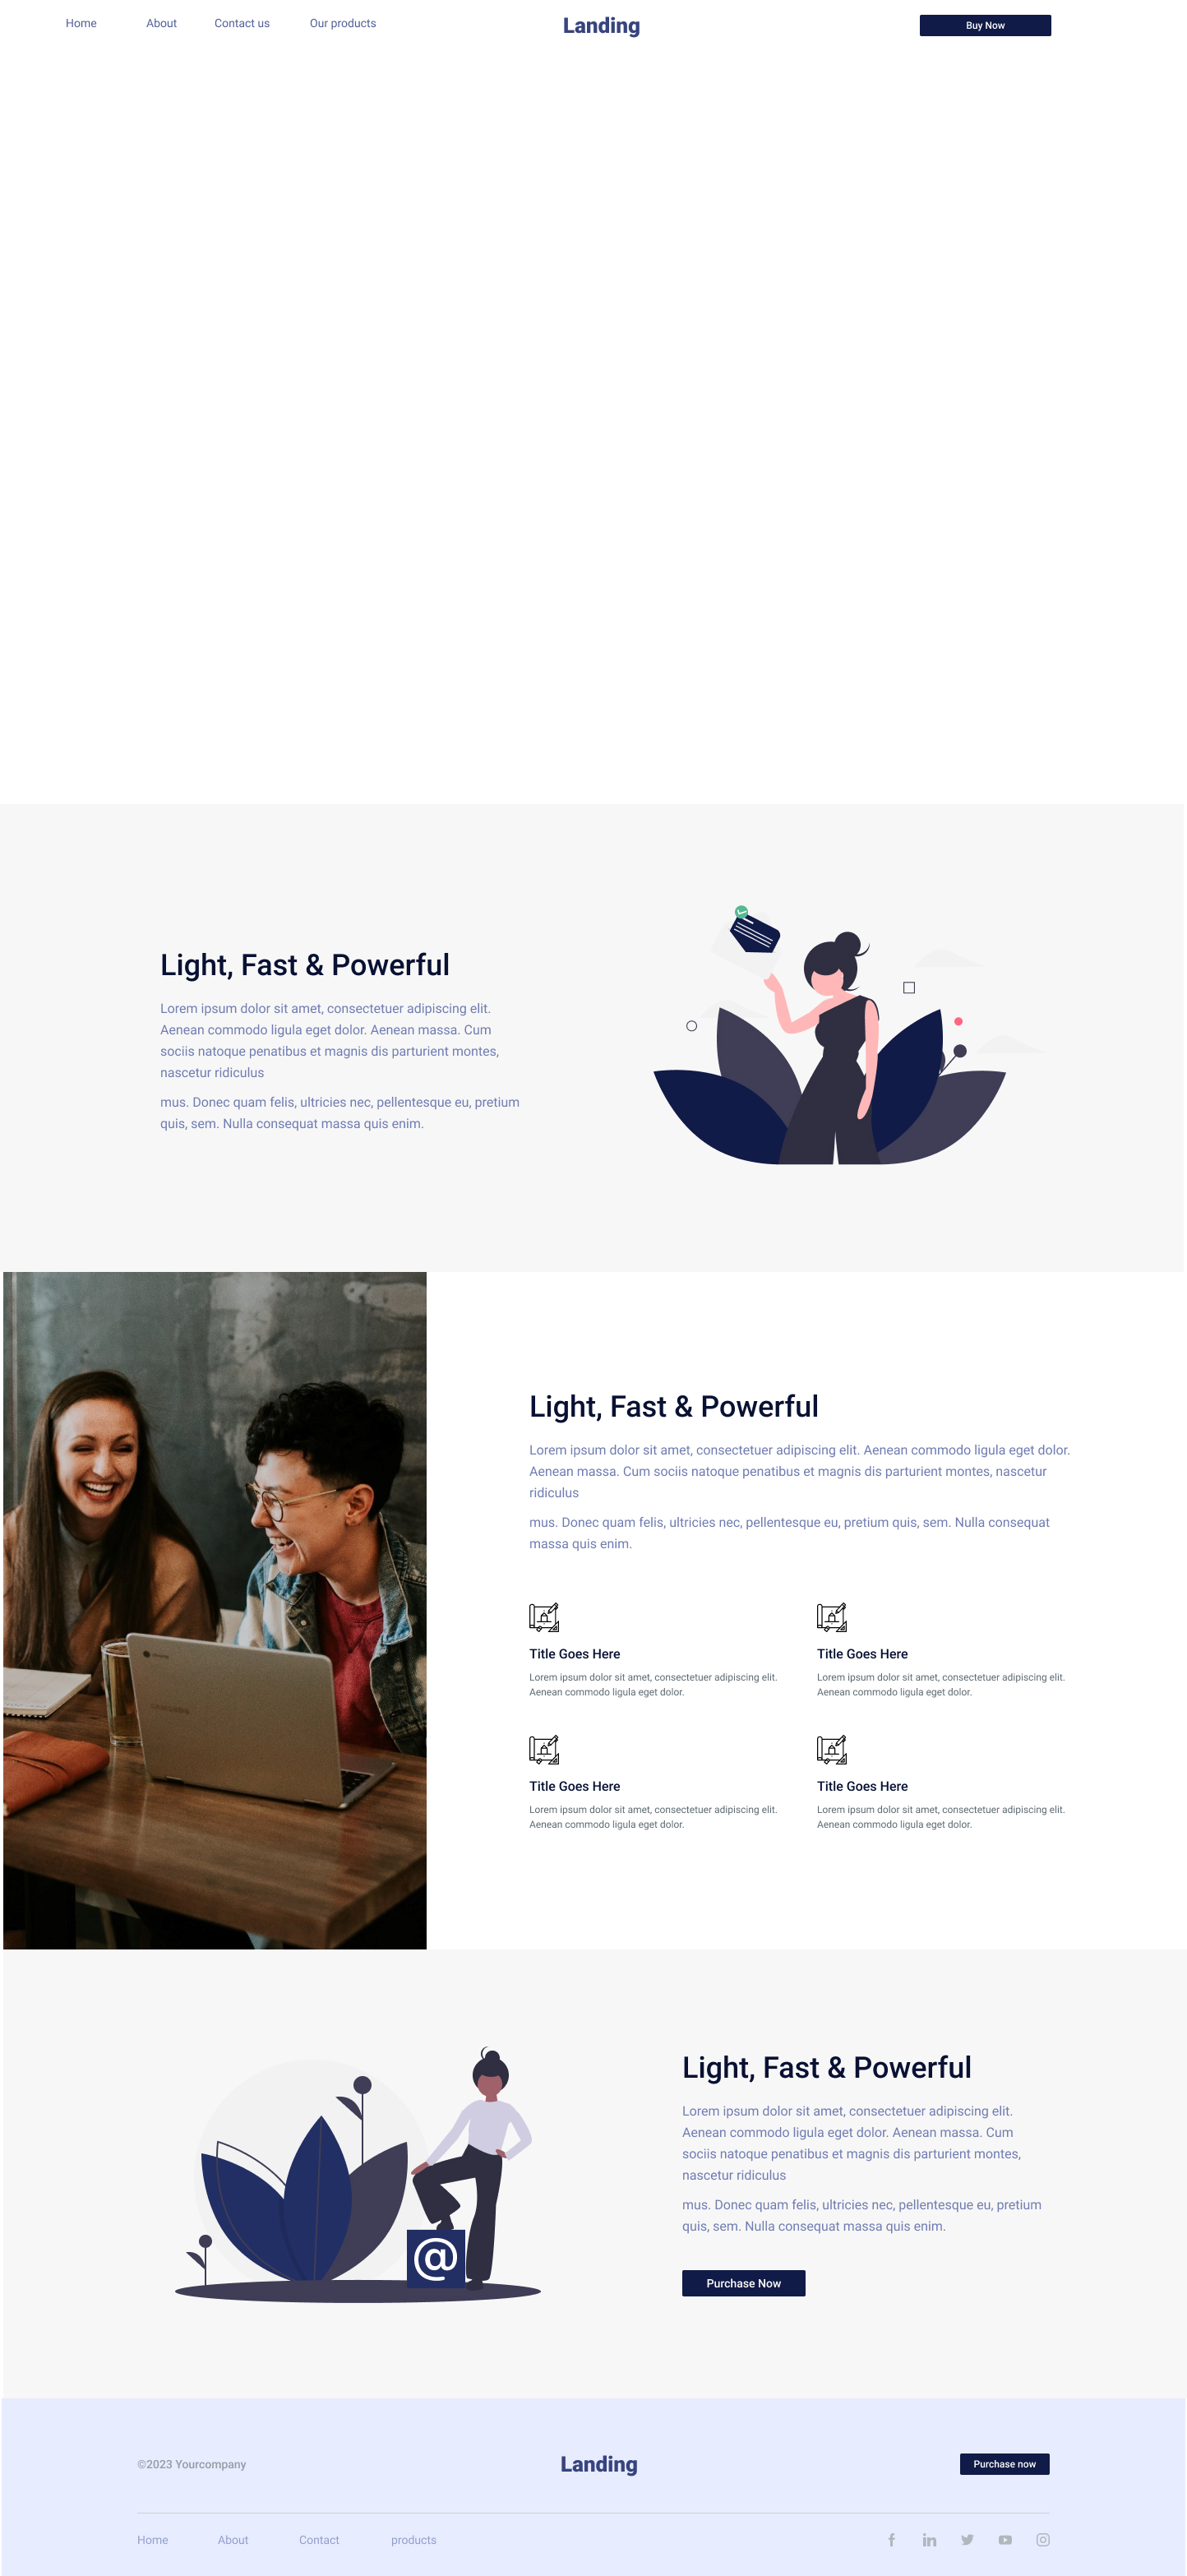 Home About Contact us Our products Landing Buy Now
Light, Fast & Powerful
Lorem ipsum dolor sit amet, consectetuer adipiscing elit.
Aenean commodo ligula eget dolor. Aenean massa. Cum
sociis natoque penatibus et magnis dis parturient montes,
nascetur ridiculus
mus. Donec quam felis, ultricies nec, pellentesque eu, pretium
quis, sem. Nulla consequat massa quis enim.
Light, Fast & Powerful
Lorem ipsum dolor sit amet, consectetuer adipiscing elit. Aenean commodo ligula eget dolor.
Aenean massa. Cum sociis natoque penatibus et magnis dis parturient montes, nascetur
ridiculus
mus. Donec quam felis, ultricies nec, pellentesque eu, pretium quis, sem. Nulla consequat
massa quis enim.
Title Goes Here
Lorem ipsum dolor sit amet, consectetuer adipiscing elit.
Aenean commodo ligula eget dolor.
Title Goes Here
Lorem ipsum dolor sit amet, consectetuer adipiscing elit.
Aenean commodo ligula eget dolor.
Title Goes Here
Lorem ipsum dolor sit amet, consectetuer adipiscing elit.
Aenean commodo ligula eget dolor.
Title Goes Here
Lorem ipsum dolor sit amet, consectetuer adipiscing elit.
Aenean commodo ligula eget dolor.
SAMSUNG
@
Light, Fast & Powerful
Lorem ipsum dolor sit amet, consectetuer adipiscing elit.
Aenean commodo ligula eget dolor. Aenean massa. Cum
sociis natoque penatibus et magnis dis parturient montes,
nascetur ridiculus
mus. Donec quam felis, ultricies nec, pellentesque eu, pretium
quis, sem. Nulla consequat massa quis enim.
Purchase Now
©2023 Yourcompany Landing Purchase now
Home About Contact products